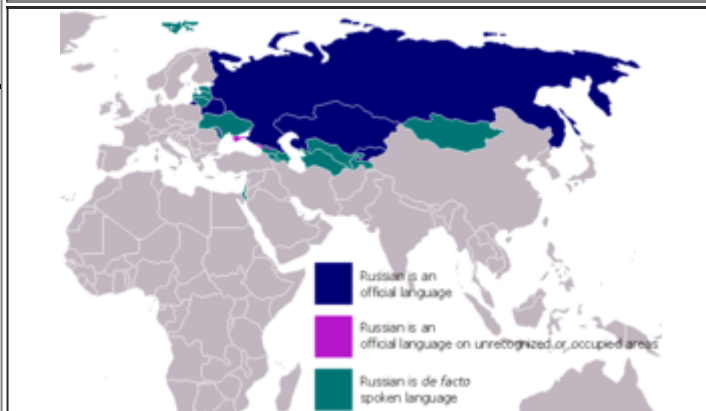 Russian is an
official language
Russian is an
official language on unrecognized or occupied areas
Russian is de facto
spoken language